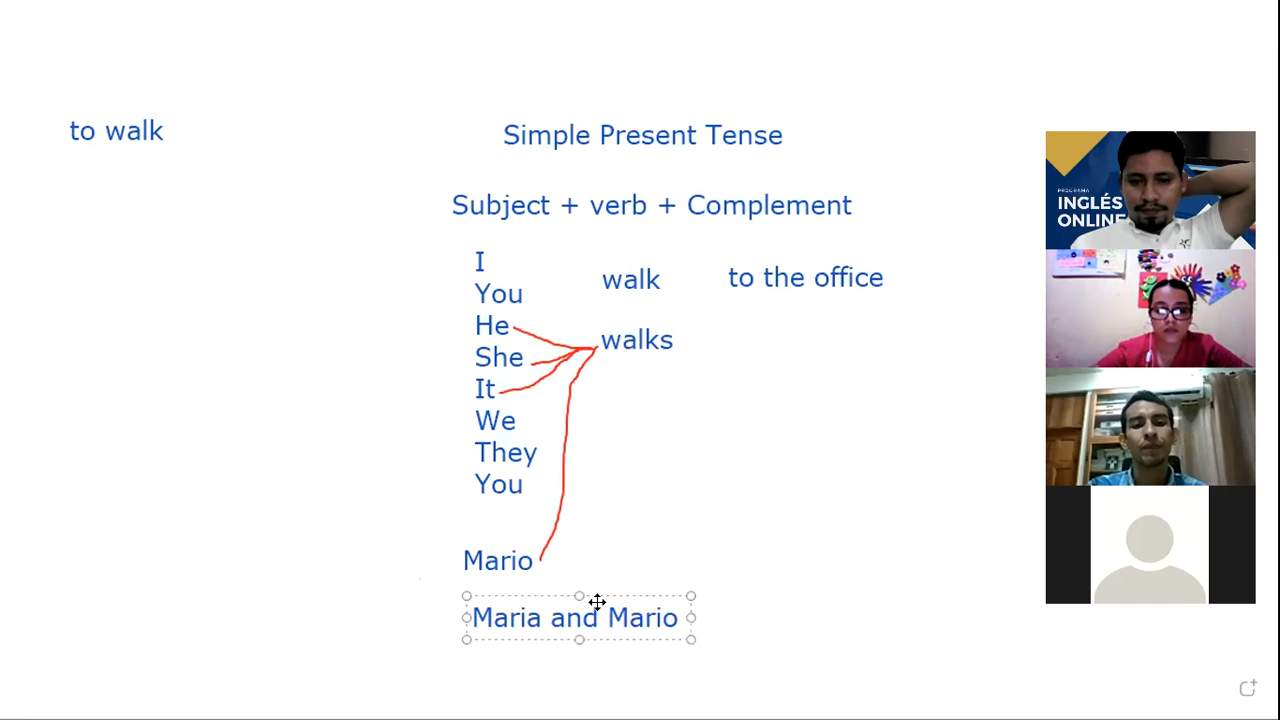 to walk
Simple Present Tense
Subject + verb + Complement
I
walk
to the office
You
He
walks
She
It
We
They
You
Mario
Maria and Mario
PROGRAMA
INGLÉS
ONLINE